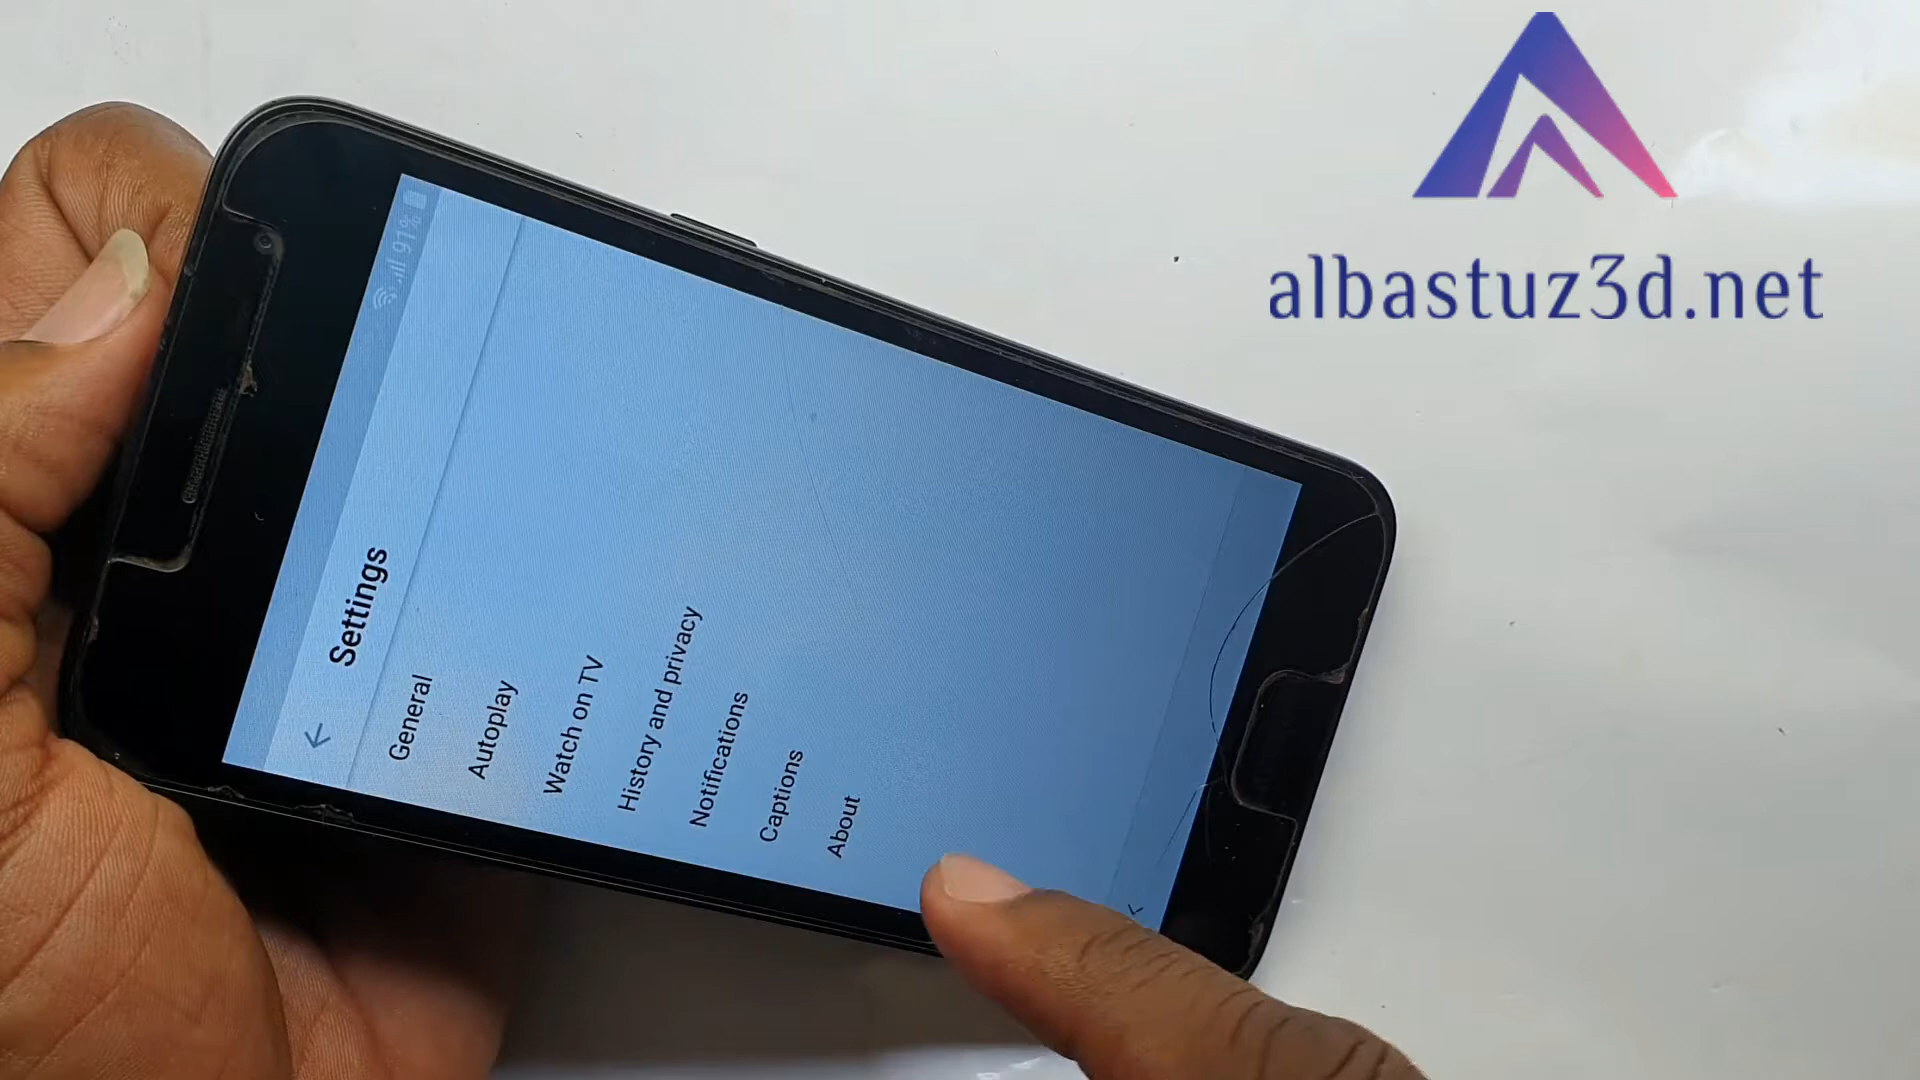 albastuz3d.net
91%
Settings
General
Autoplay
Watch on TV
History and privacy
Notifications
Captions
About